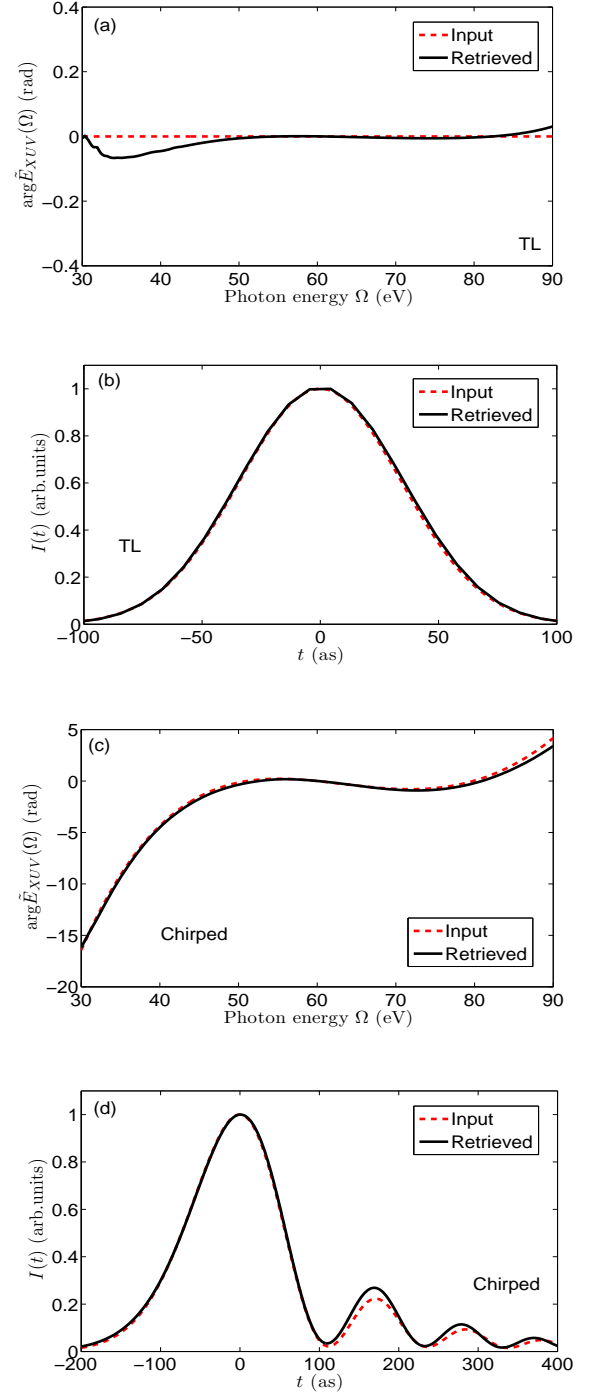 (a)
Input
Retrieved
0.4
0.2
0
−0.2
−0.4
argẼ_XUV(Ω) (rad)
TL
30 40 50 60 70 80 90
Photon energy Ω (eV)
(b)
Input
Retrieved
1
0.8
0.6
0.4
0.2
0
I(t) (arb.units)
TL
−100 −50 0 50 100
t (as)
(c)
5
0
−5
−10
−15
−20
argẼ_XUV(Ω) (rad)
Chirped
Input
Retrieved
30 40 50 60 70 80 90
Photon energy Ω (eV)
(d)
Input
Retrieved
1
0.8
0.6
0.4
0.2
0
I(t) (arb.units)
Chirped
−200 −100 0 100 200 300 400
t (as)